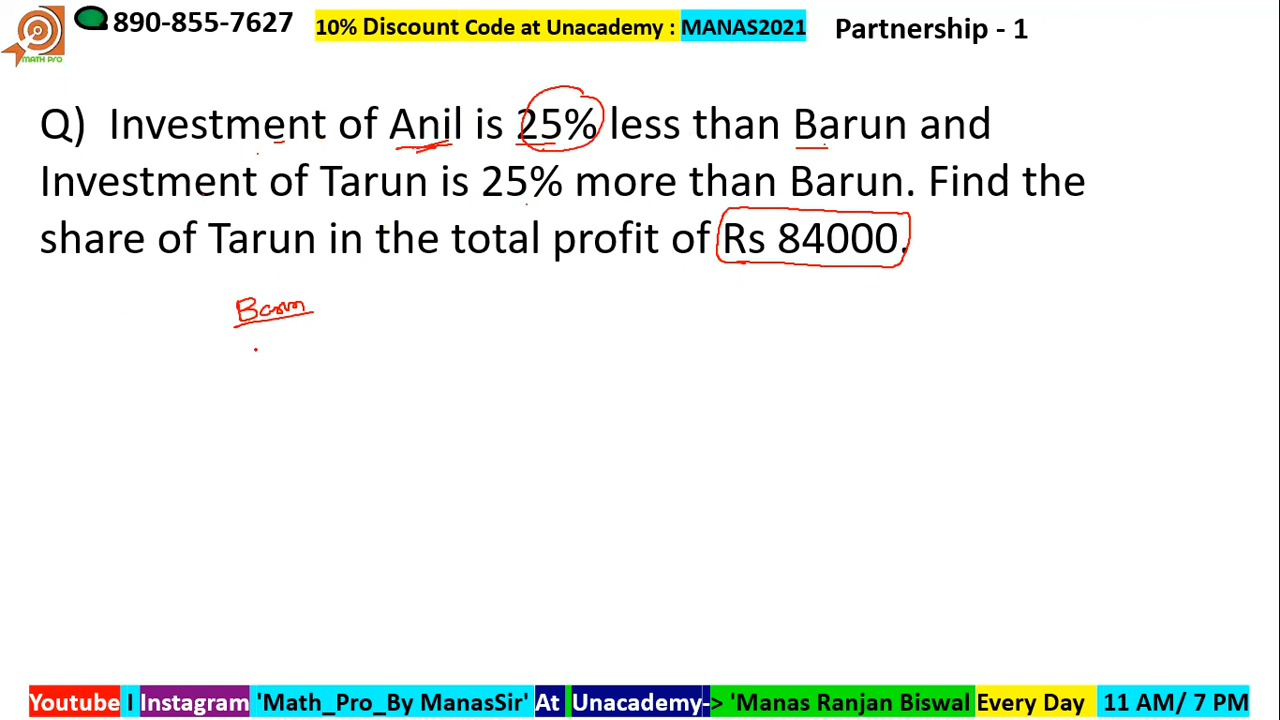 MATH PRO
890-855-7627
10% Discount Code at Unacademy : MANAS2021
Partnership - 1
Q) Investment of Anil is 25% less than Barun and
Investment of Tarun is 25% more than Barun. Find the
share of Tarun in the total profit of Rs 84000.
Barun
Youtube I Instagram 'Math_Pro_By ManasSir' At Unacademy-> 'Manas Ranjan Biswal Every Day 11 AM/ 7 PM